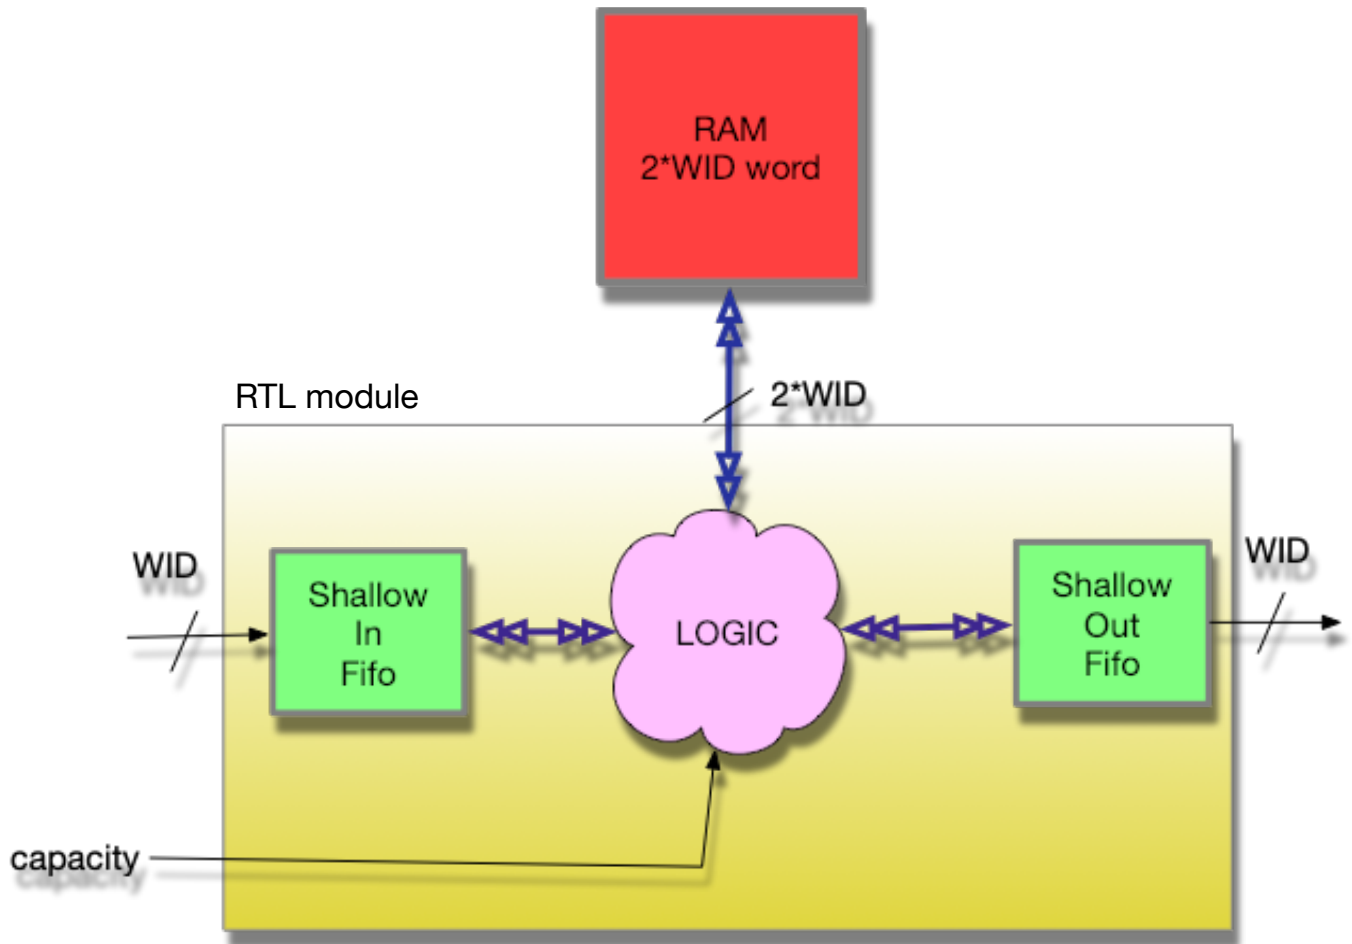 RAM
2*WID word
2*WID
RTL module
WID
Shallow
In
Fifo
LOGIC
Shallow
Out
Fifo
WID
capacity